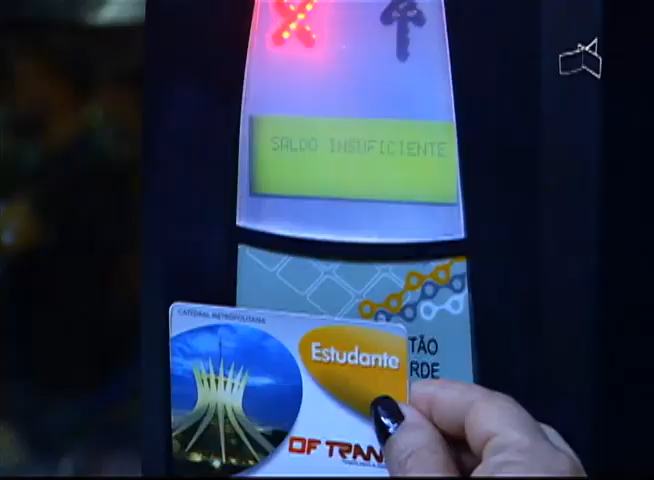 SALDO INSUFICIENTE
CATEDRAL METROPOLITANA
Estudante
TÃO
RDE
DF TRAN